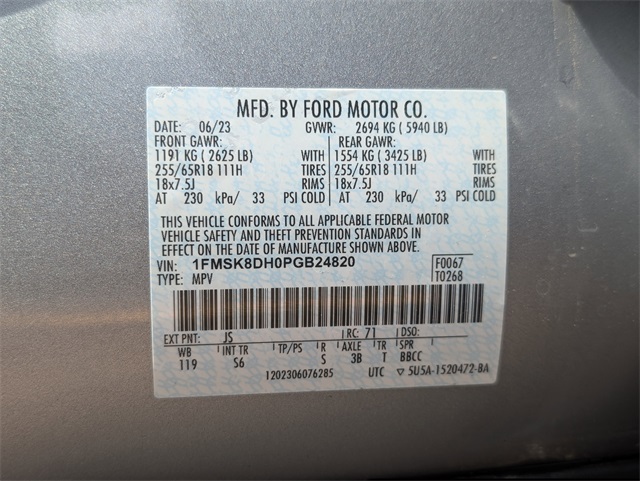 MFD. BY FORD MOTOR CO.
DATE: 06/23 GVWR: 2694 KG ( 5940 LB)
FRONT GAWR: REAR GAWR:
1191 KG ( 2625 LB) WITH 1554 KG ( 3425 LB) WITH
255/65R18 111H TIRES 255/65R18 111H TIRES
18x7.5J RIMS 18x7.5J RIMS
AT 230 kPa/ 33 PSI COLD AT 230 kPa/ 33 PSI COLD
THIS VEHICLE CONFORMS TO ALL APPLICABLE FEDERAL MOTOR
VEHICLE SAFETY AND THEFT PREVENTION STANDARDS IN
EFFECT ON THE DATE OF MANUFACTURE SHOWN ABOVE.
VIN: 1FMSK8DH0PGB24820 F0067
TYPE: MPV T0268
EXT PNT: JS RC: 71 DSO:
WB INT TR TP/PS R AXLE TR SPR
119 S6 S 3B T BBCC
1202306076285 UTC ▽ 5U5A-1520472-BA